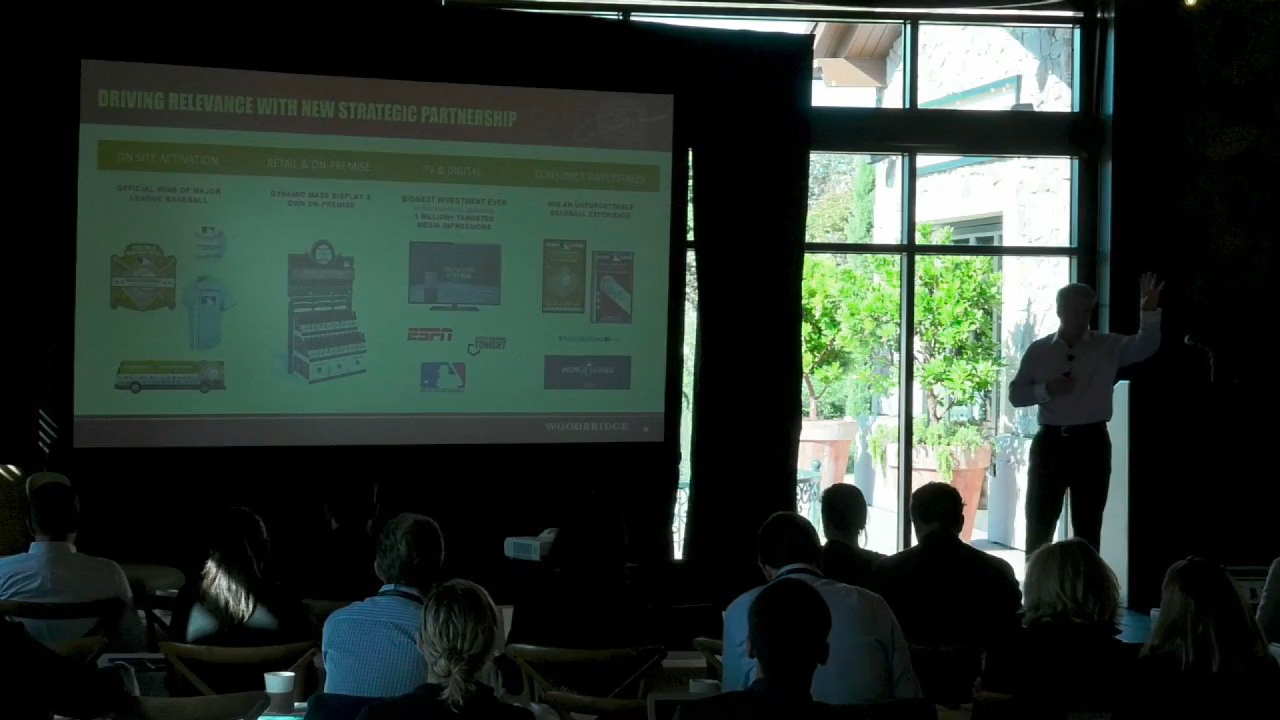 DRIVING RELEVANCE WITH NEW STRATEGIC PARTNERSHIP
ON SITE ACTIVATION
RETAIL & ON-PREMISE
TV & DIGITAL
CONSUMER SWEEPSTAKES
OFFICIAL WINE OF MAJOR
LEAGUE BASEBALL
DYNAMIC MASS DISPLAY &
OWN ON-PREMISE
BIGGEST INVESTMENT EVER
1 BILLION+ TARGETED
MEDIA IMPRESSIONS
WIN AN UNFORGETTABLE
BASEBALL EXPERIENCE
ESPN
TONIGHT
WORLD SERIES
WOODBRIDGE